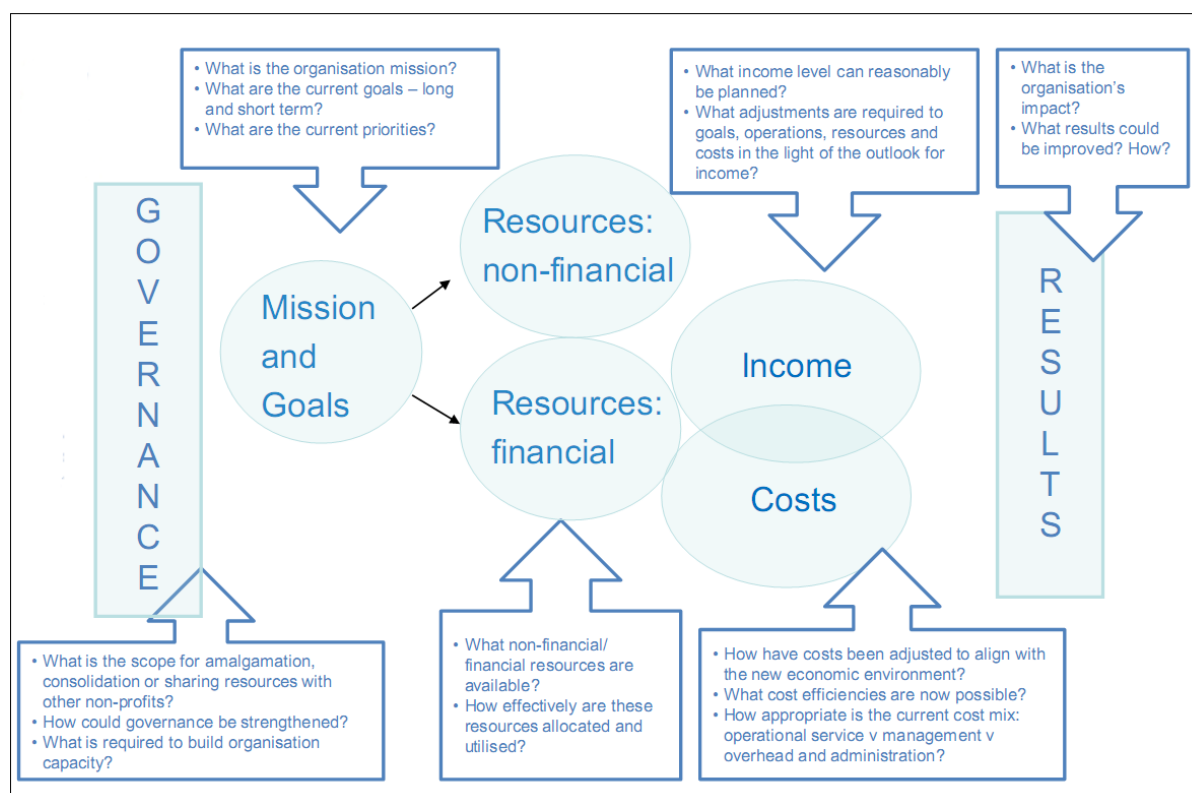 • What is the organisation mission?
• What are the current goals – long
and short term?
• What are the current priorities?
• What income level can reasonably
be planned?
• What adjustments are required to
goals, operations, resources and
costs in the light of the outlook for
income?
• What is the
organisation's
impact?
• What results could
be improved? How?
G
O
V
E
R
N
A
N
C
E
Mission
and
Goals
Resources:
non-financial
Resources:
financial
Income
Costs
R
E
S
U
L
T
S
• What is the scope for amalgamation,
consolidation or sharing resources with
other non-profits?
• How could governance be strengthened?
• What is required to build organisation
capacity?
• What non-financial/
financial resources are
available?
• How effectively are these
resources allocated and
utilised?
• How have costs been adjusted to align with
the new economic environment?
• What cost efficiencies are now possible?
• How appropriate is the current cost mix:
operational service v management v
overhead and administration?